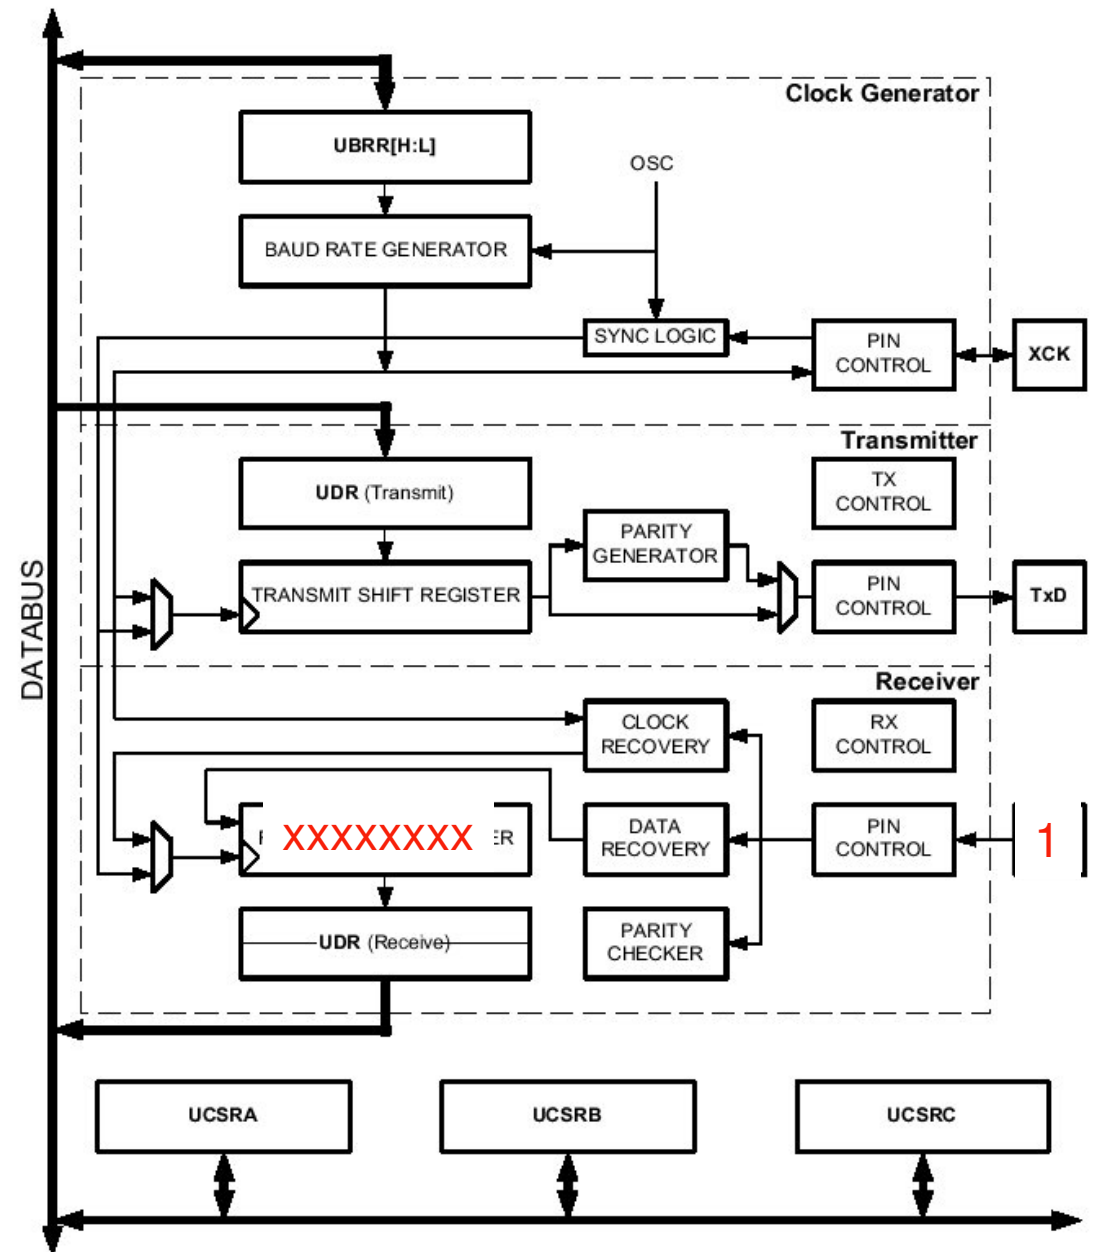 Clock Generator
UBRR[H:L]
OSC
BAUD RATE GENERATOR
SYNC LOGIC
PIN
CONTROL
XCK
Transmitter
UDR (Transmit)
TX
CONTROL
PARITY
GENERATOR
TRANSMIT SHIFT REGISTER
PIN
CONTROL
TxD
DATABUS
Receiver
CLOCK
RECOVERY
RX
CONTROL
XXXXXXXX
ER
DATA
RECOVERY
PIN
CONTROL
1
UDR (Receive)
PARITY
CHECKER
UCSRA
UCSRB
UCSRC